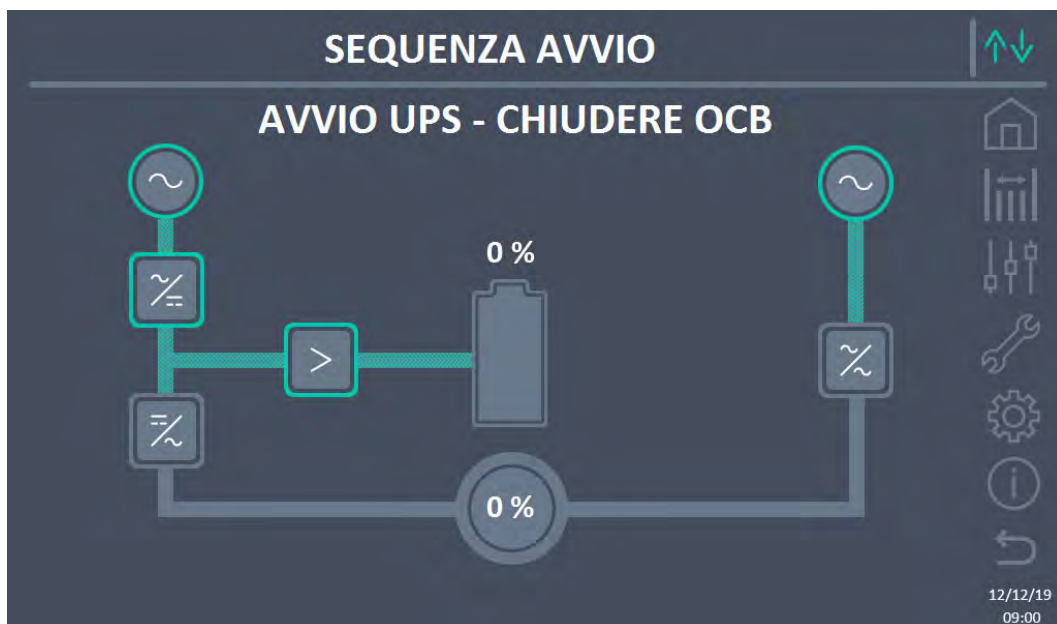 SEQUENZA AVVIO
AVVIO UPS - CHIUDERE OCB
0 %
0 %
12/12/19
09:00